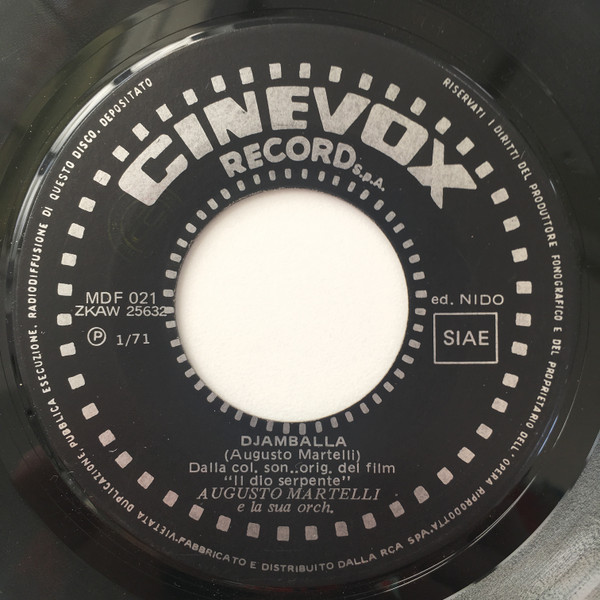 RISERVATI I DIRITTI DEL PRODUTTORE FONOGRAFICO E DEL PROPRIETARIO DELL' OPERA RIPRODOTTA.
VIETATA DUPLICAZIONE, PUBBLICA ESECUZIONE, RADIODIFFUSIONE DI QUESTO DISCO. DEPOSITATO
CINEVOX
RECORD S.p.A.
MDF 021
ZKAW 25632
℗ 1/71
ed. NIDO
SIAE
DJAMBALLA
(Augusto Martelli)
Dalla col. son..orig. del film
"Il dio serpente"
AUGUSTO MARTELLI
e la sua orch.
FABBRICATO E DISTRIBUITO DALLA RCA SPA